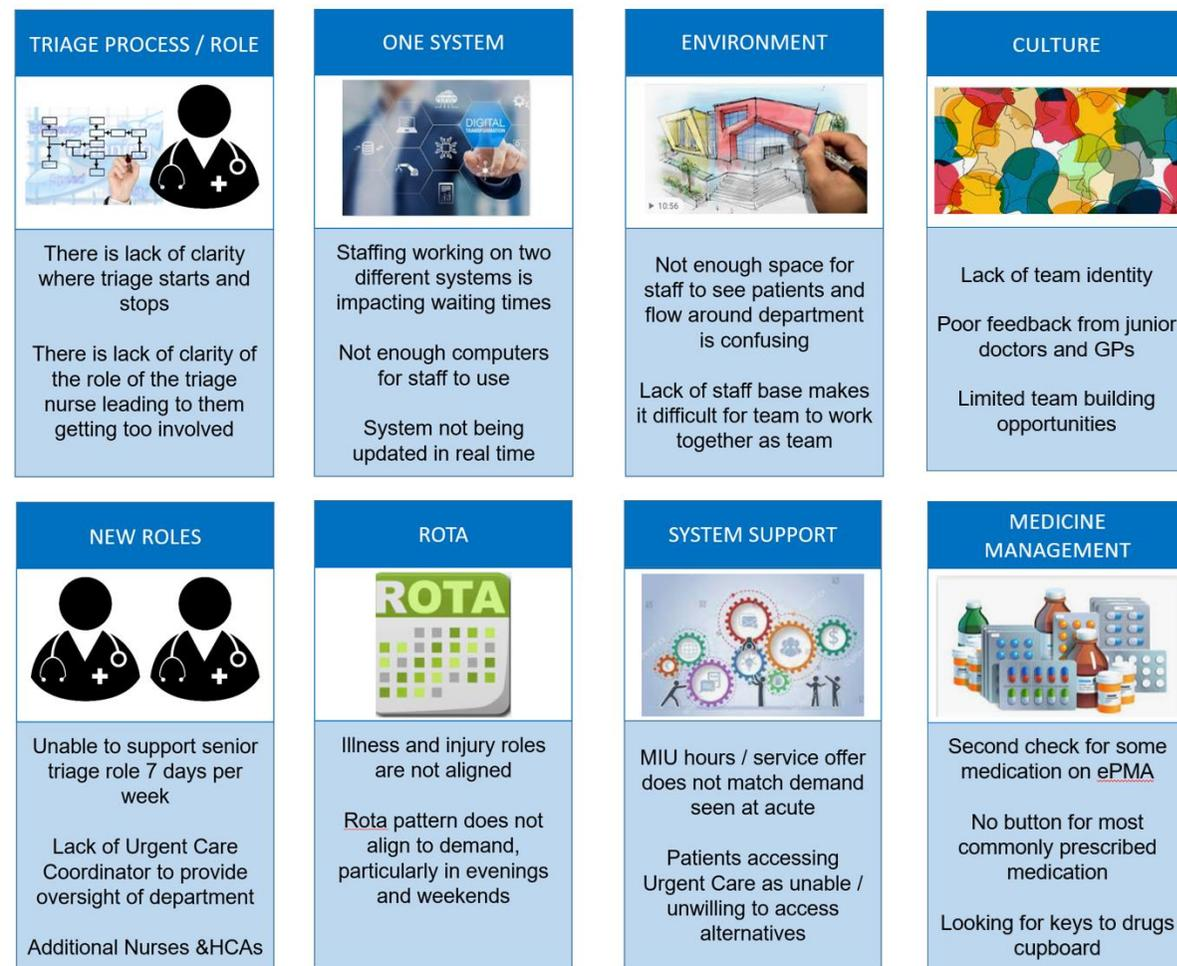 TRIAGE PROCESS / ROLE
There is lack of clarity
where triage starts and
stops
There is lack of clarity of
the role of the triage
nurse leading to them
getting too involved
ONE SYSTEM
DIGITAL
TRANSFORMATION
Staffing working on two
different systems is
impacting waiting times
Not enough computers
for staff to use
System not being
updated in real time
ENVIRONMENT
10:56
Not enough space for
staff to see patients and
flow around department
is confusing
Lack of staff base makes
it difficult for team to work
together as team
CULTURE
Lack of team identity
Poor feedback from junior
doctors and GPs
Limited team building
opportunities
NEW ROLES
Unable to support senior
triage role 7 days per
week
Lack of Urgent Care
Coordinator to provide
oversight of department
Additional Nurses &HCAs
ROTA
ROTA
Illness and injury roles
are not aligned
Rota pattern does not
align to demand,
particularly in evenings
and weekends
SYSTEM SUPPORT
MIU hours / service offer
does not match demand
seen at acute
Patients accessing
Urgent Care as unable /
unwilling to access
alternatives
MEDICINE
MANAGEMENT
Second check for some
medication on ePMA
No button for most
commonly prescribed
medication
Looking for keys to drugs
cupboard